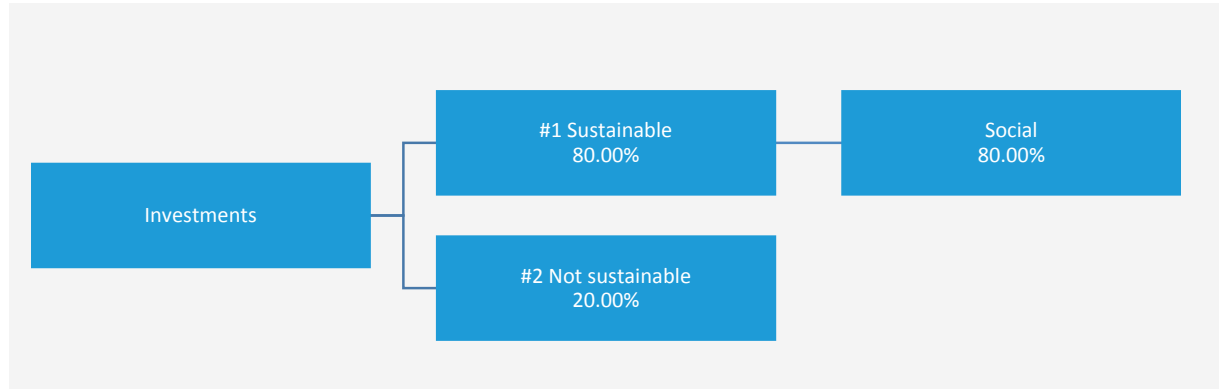 Investments
#1 Sustainable
80.00%
Social
80.00%
#2 Not sustainable
20.00%